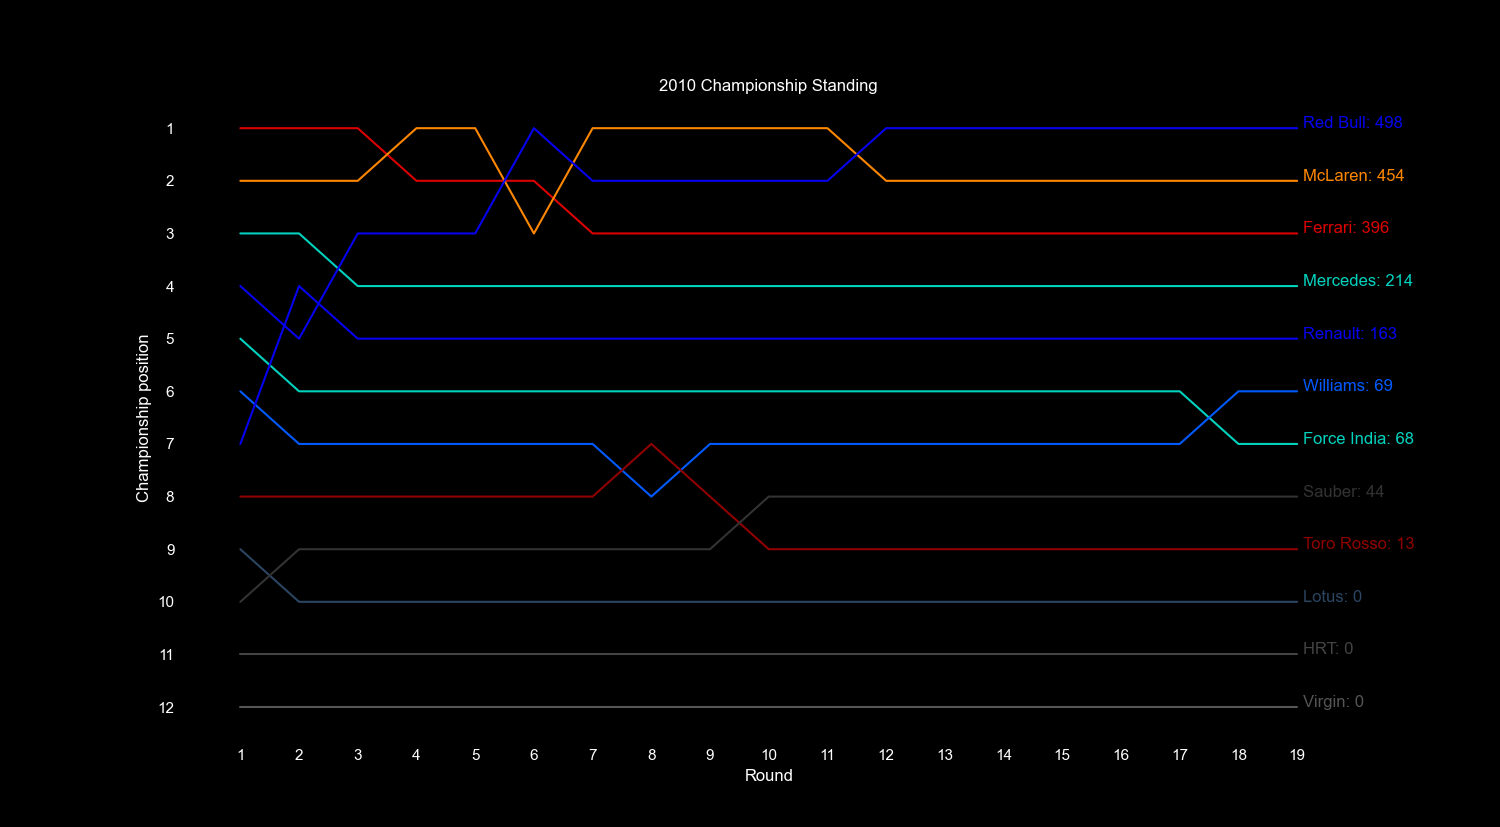 2010 Championship Standing
Championship position
1
2
3
4
5
6
7
8
9
10
11
12
Red Bull: 498
McLaren: 454
Ferrari: 396
Mercedes: 214
Renault: 163
Williams: 69
Force India: 68
Sauber: 44
Toro Rosso: 13
Lotus: 0
HRT: 0
Virgin: 0
1 2 3 4 5 6 7 8 9 10 11 12 13 14 15 16 17 18 19
Round